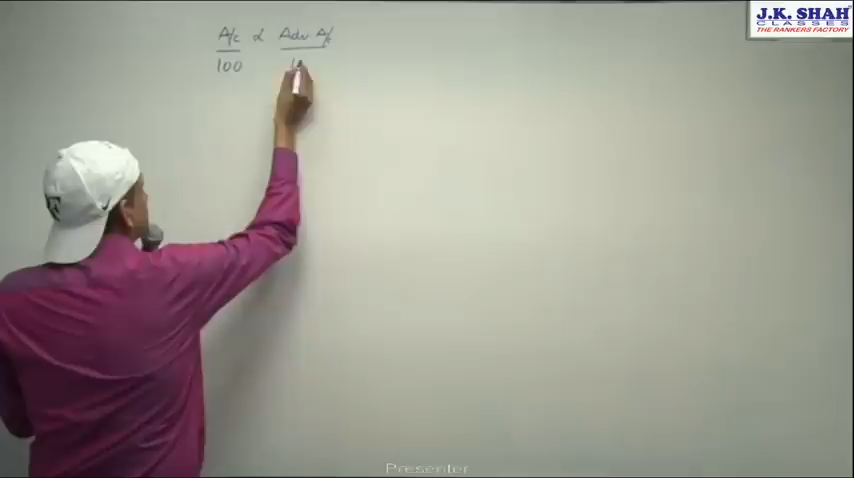 J.K. SHAH
CLASSES
THE RANKERS FACTORY
A/c & Adv A/c
100
Presenter